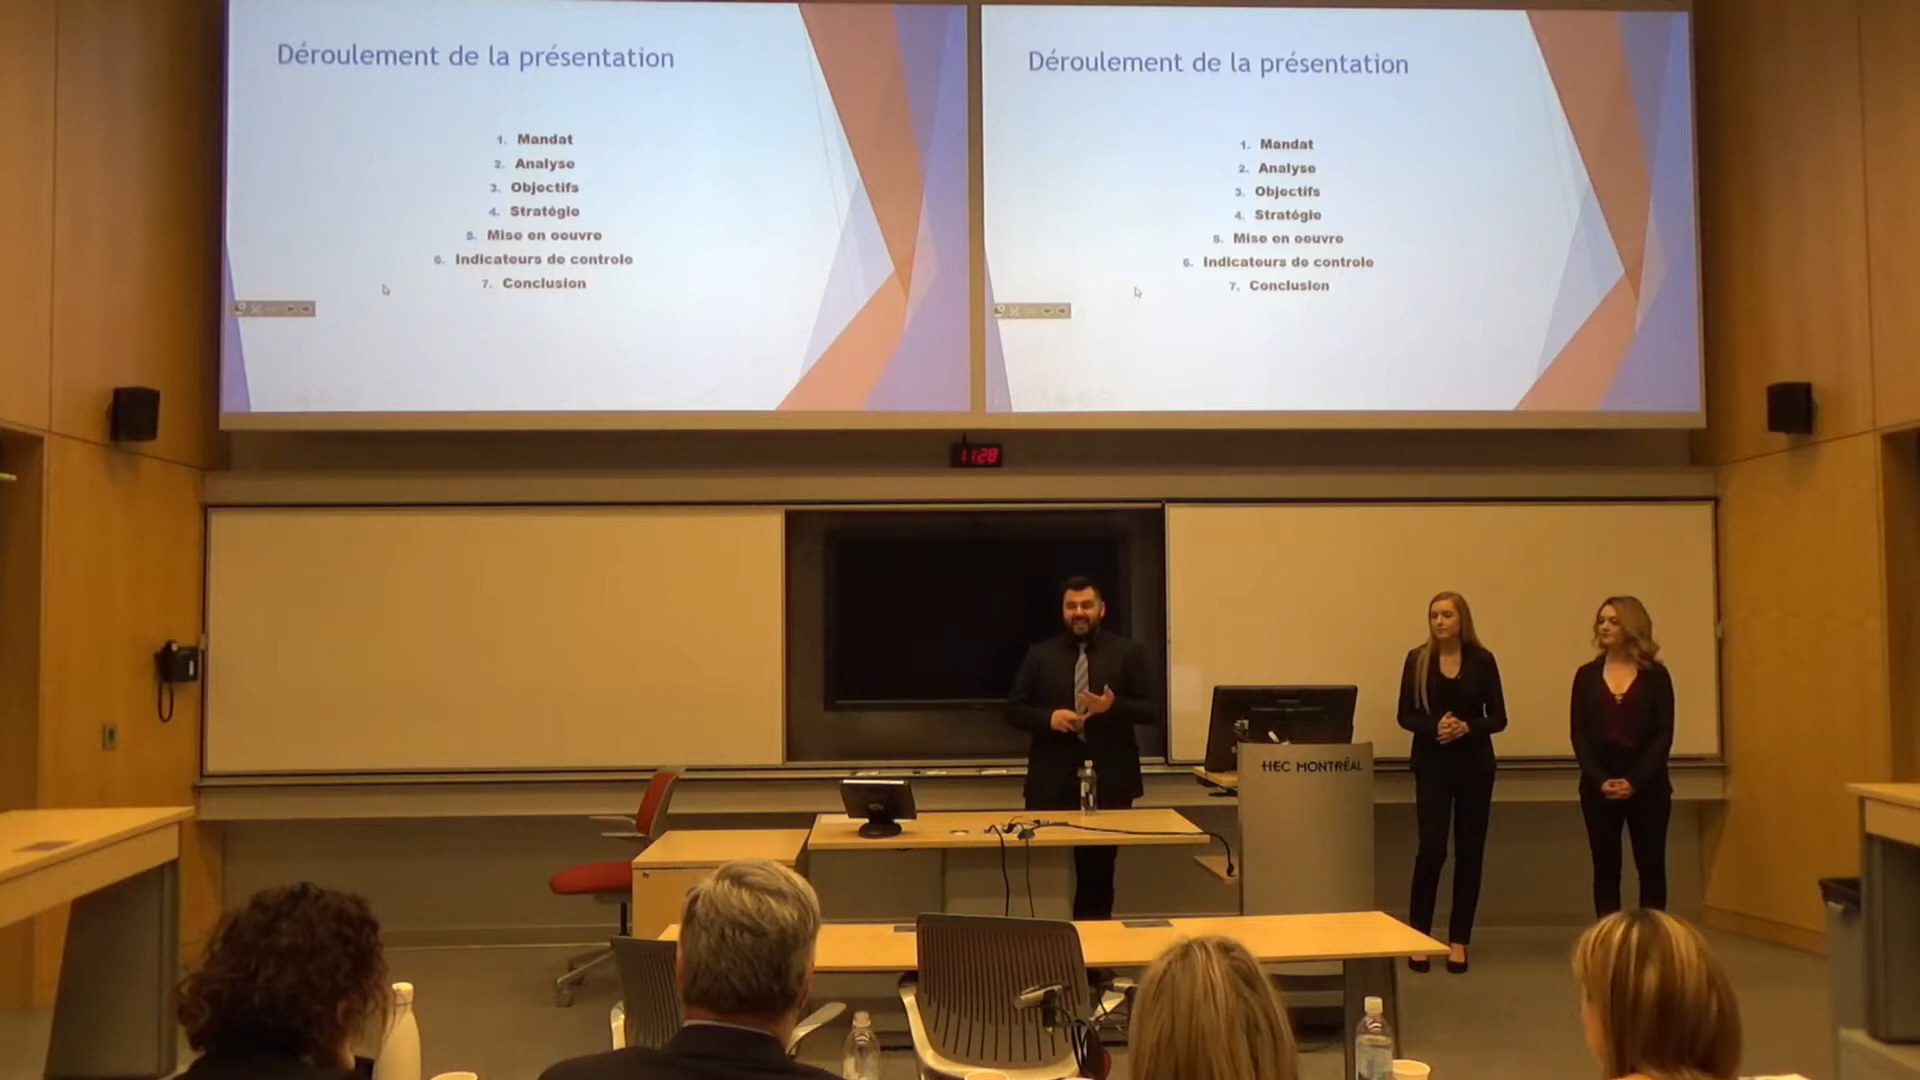 Déroulement de la présentation
1. Mandat
2. Analyse
3. Objectifs
4. Stratégie
5. Mise en oeuvre
6. Indicateurs de controle
7. Conclusion
Déroulement de la présentation
1. Mandat
2. Analyse
3. Objectifs
4. Stratégie
5. Mise en oeuvre
6. Indicateurs de controle
7. Conclusion
11:28
HEC MONTRÉAL